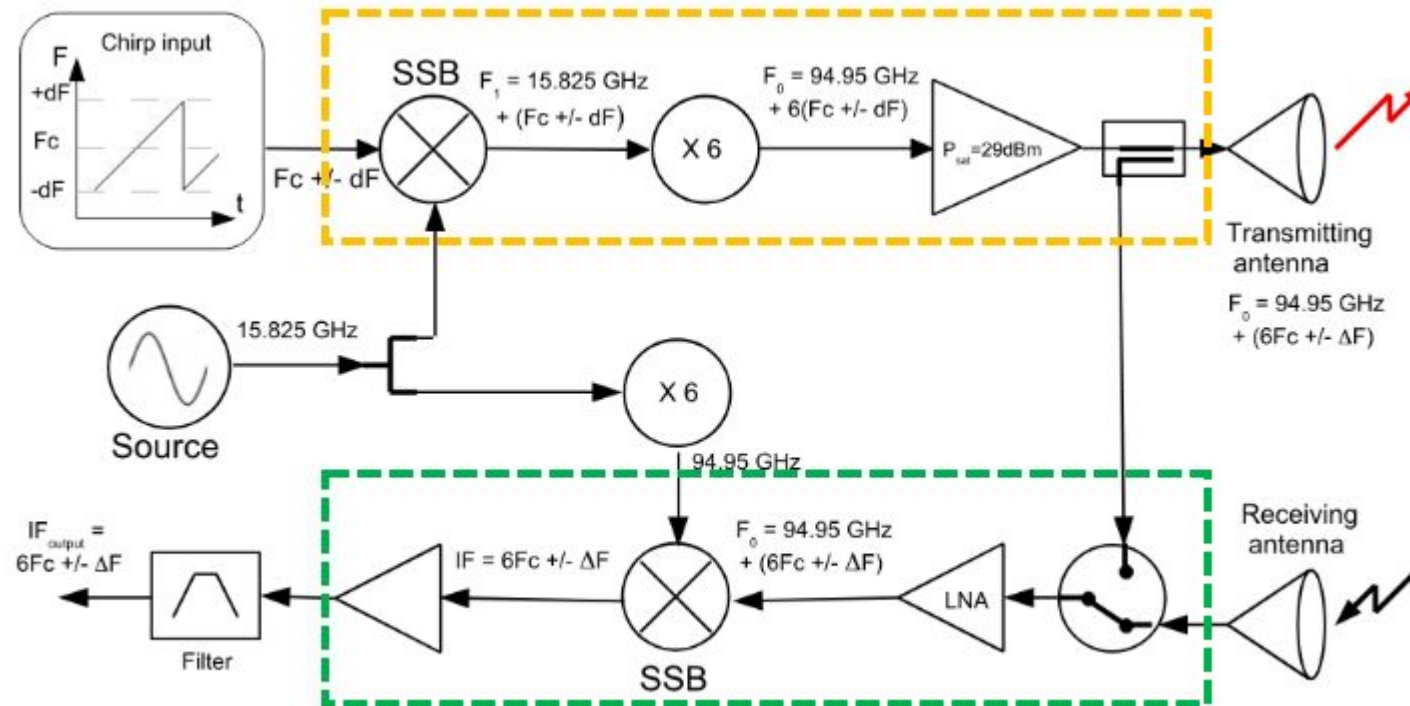 Chirp input
F
+dF
Fc
-dF
t
Fc +/- dF
SSB
F₁ = 15.825 GHz
+ (Fc +/- dF)
X 6
F₀ = 94.95 GHz
+ 6(Fc +/- dF)
P_sat=29dBm
Transmitting
antenna
F₀ = 94.95 GHz
+ (6Fc +/- ΔF)
15.825 GHz
Source
X 6
94.95 GHz
IF_output =
6Fc +/- ΔF
Filter
IF = 6Fc +/- ΔF
SSB
F₀ = 94.95 GHz
+ (6Fc +/- ΔF)
LNA
Receiving
antenna